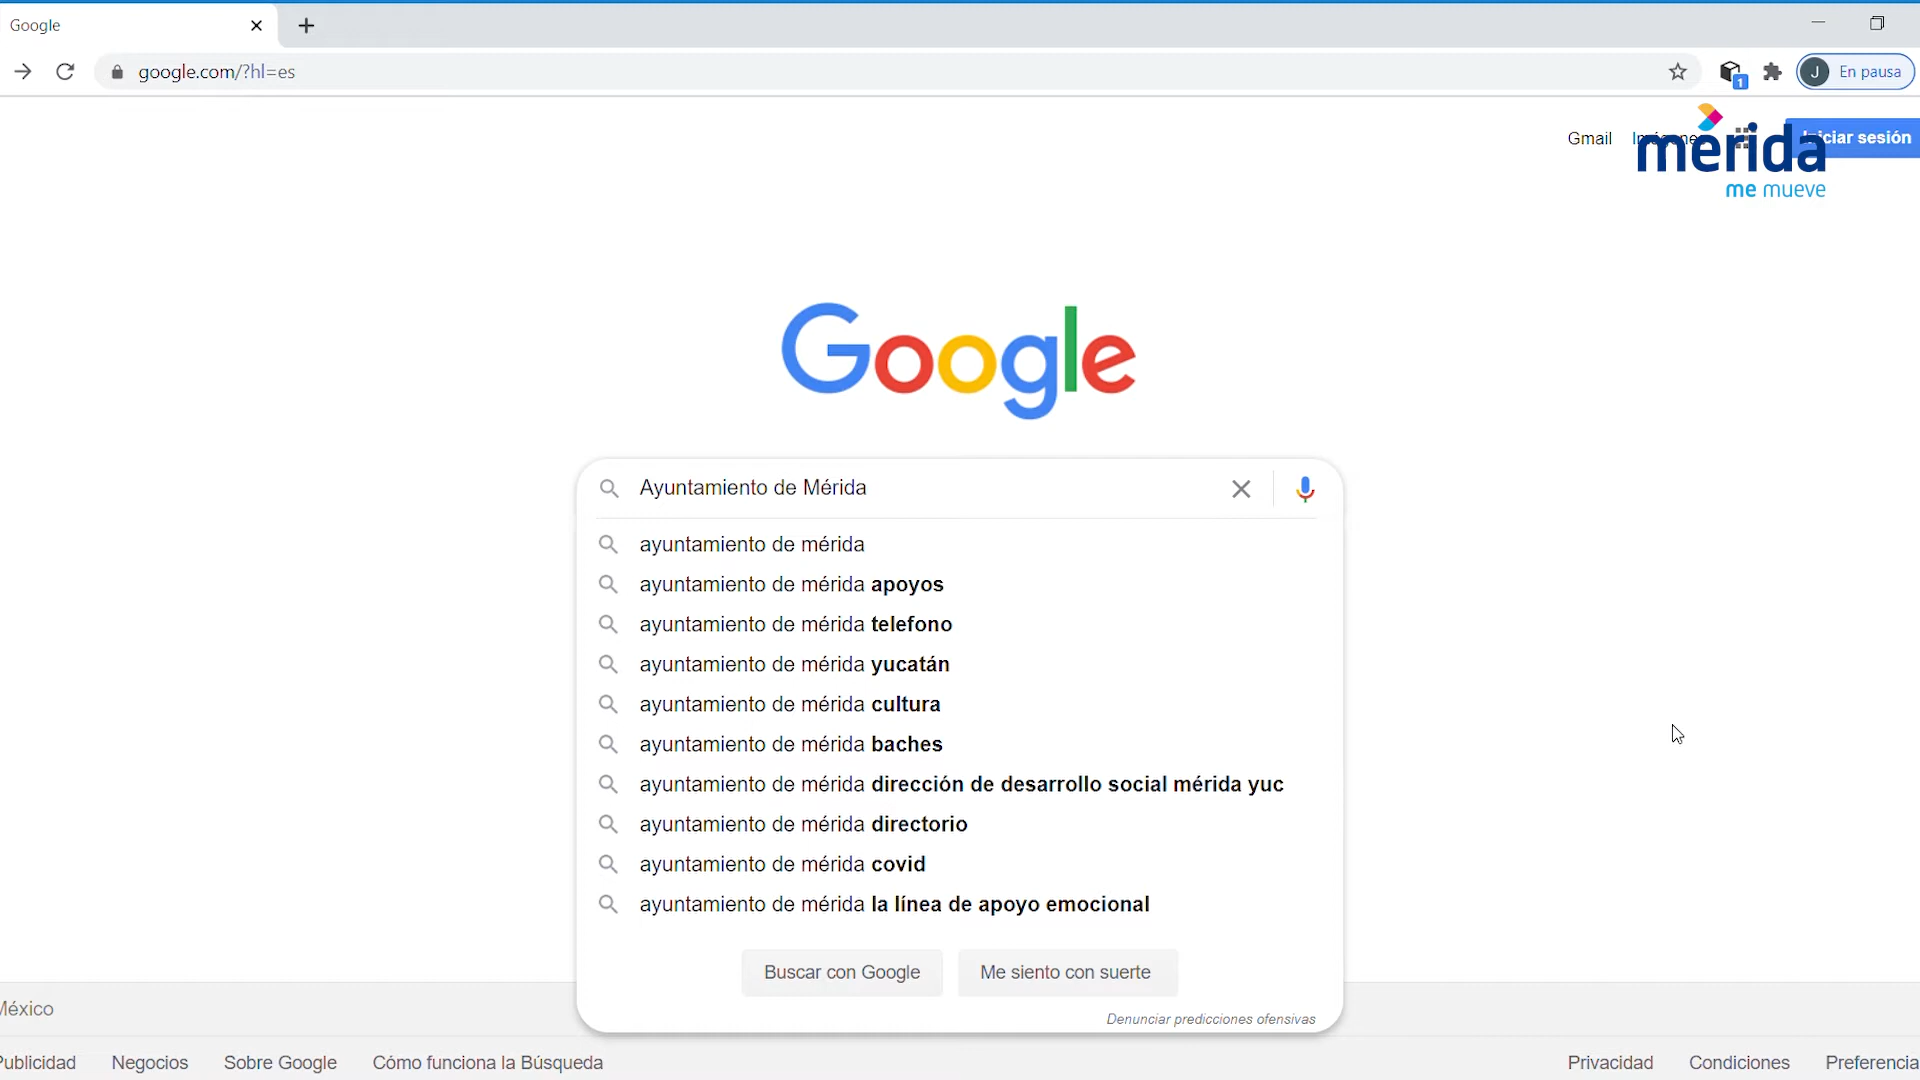 Google
google.com/?hl=es
1
J
En pausa
Gmail
mérida
me mueve
Google
Ayuntamiento de Mérida
ayuntamiento de mérida
ayuntamiento de mérida apoyos
ayuntamiento de mérida telefono
ayuntamiento de mérida yucatán
ayuntamiento de mérida cultura
ayuntamiento de mérida baches
ayuntamiento de mérida dirección de desarrollo social mérida yuc
ayuntamiento de mérida directorio
ayuntamiento de mérida covid
ayuntamiento de mérida la línea de apoyo emocional
Buscar con Google
Me siento con suerte
Denunciar predicciones ofensivas
México
Publicidad
Negocios
Sobre Google
Cómo funciona la Búsqueda
Privacidad
Condiciones
Preferencia